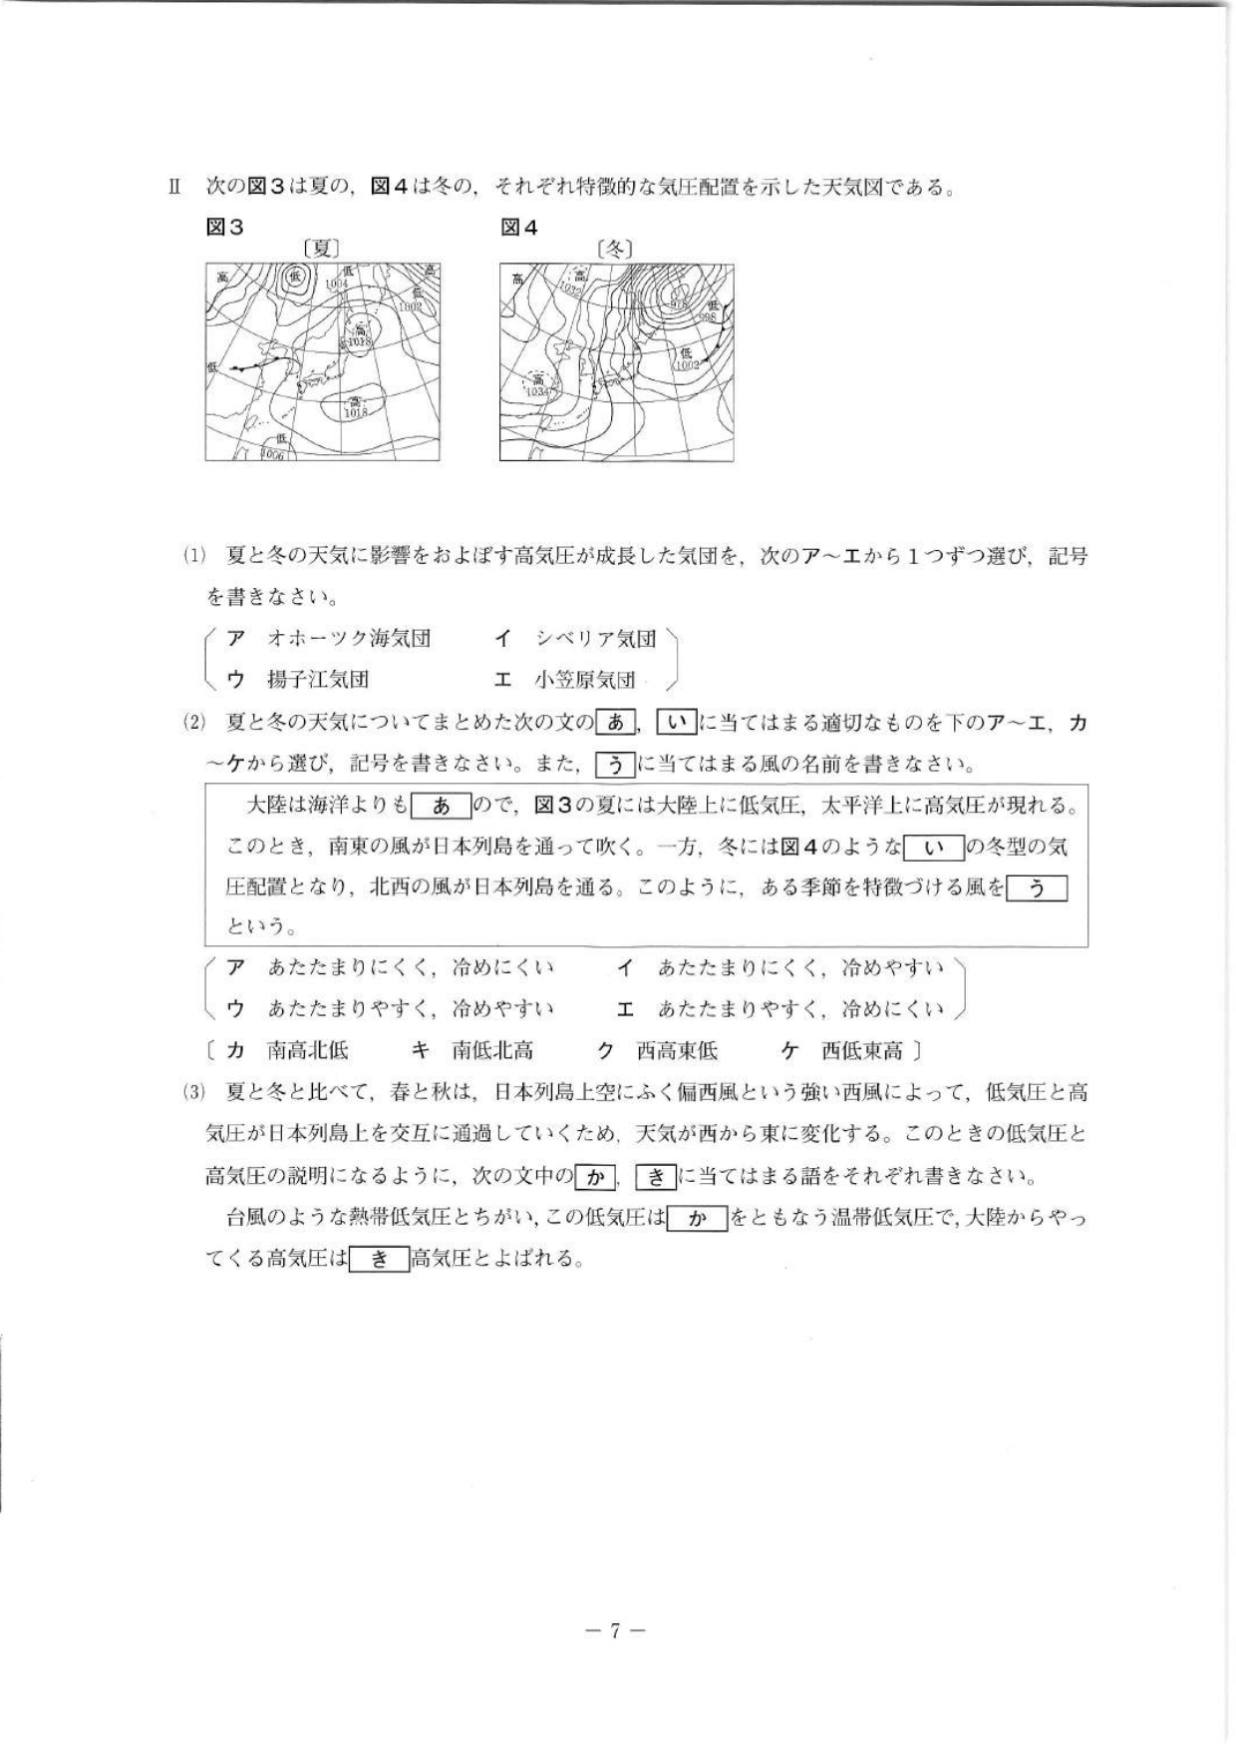 Ⅱ 次の図3は夏の，図4は冬の，それぞれ特徴的な気圧配置を示した天気図である。
図3 図4
〔夏〕 〔冬〕
高 低 低 1004 高 低 1002 高 1018 低 高 1018 低 1006
高 高 1032 低 998 低 1002 高
⑴ 夏と冬の天気に影響をおよぼす高気圧が成長した気団を，次のア～エから1つずつ選び，記号
を書きなさい。
ア オホーツク海気団 イ シベリア気団
ウ 揚子江気団 エ 小笠原気団
⑵ 夏と冬の天気についてまとめた次の文の あ ， い に当てはまる適切なものを下のア～エ，カ
～ケから選び，記号を書きなさい。また， う に当てはまる風の名前を書きなさい。
大陸は海洋よりも あ ので，図3の夏には大陸上に低気圧，太平洋上に高気圧が現れる。
このとき，南東の風が日本列島を通って吹く。一方，冬には図4のような い の冬型の気
圧配置となり，北西の風が日本列島を通る。このように，ある季節を特徴づける風を う
という。
ア あたたまりにくく，冷めにくい イ あたたまりにくく，冷めやすい
ウ あたたまりやすく，冷めやすい エ あたたまりやすく，冷めにくい
〔 カ 南高北低 キ 南低北高 ク 西高東低 ケ 西低東高 〕
⑶ 夏と冬と比べて，春と秋は，日本列島上空にふく偏西風という強い西風によって，低気圧と高
気圧が日本列島上を交互に通過していくため，天気が西から東に変化する。このときの低気圧と
高気圧の説明になるように，次の文中の か ， き に当てはまる語をそれぞれ書きなさい。
台風のような熱帯低気圧とちがい，この低気圧は か をともなう温帯低気圧で，大陸からやっ
てくる高気圧は き 高気圧とよばれる。
－ 7 －